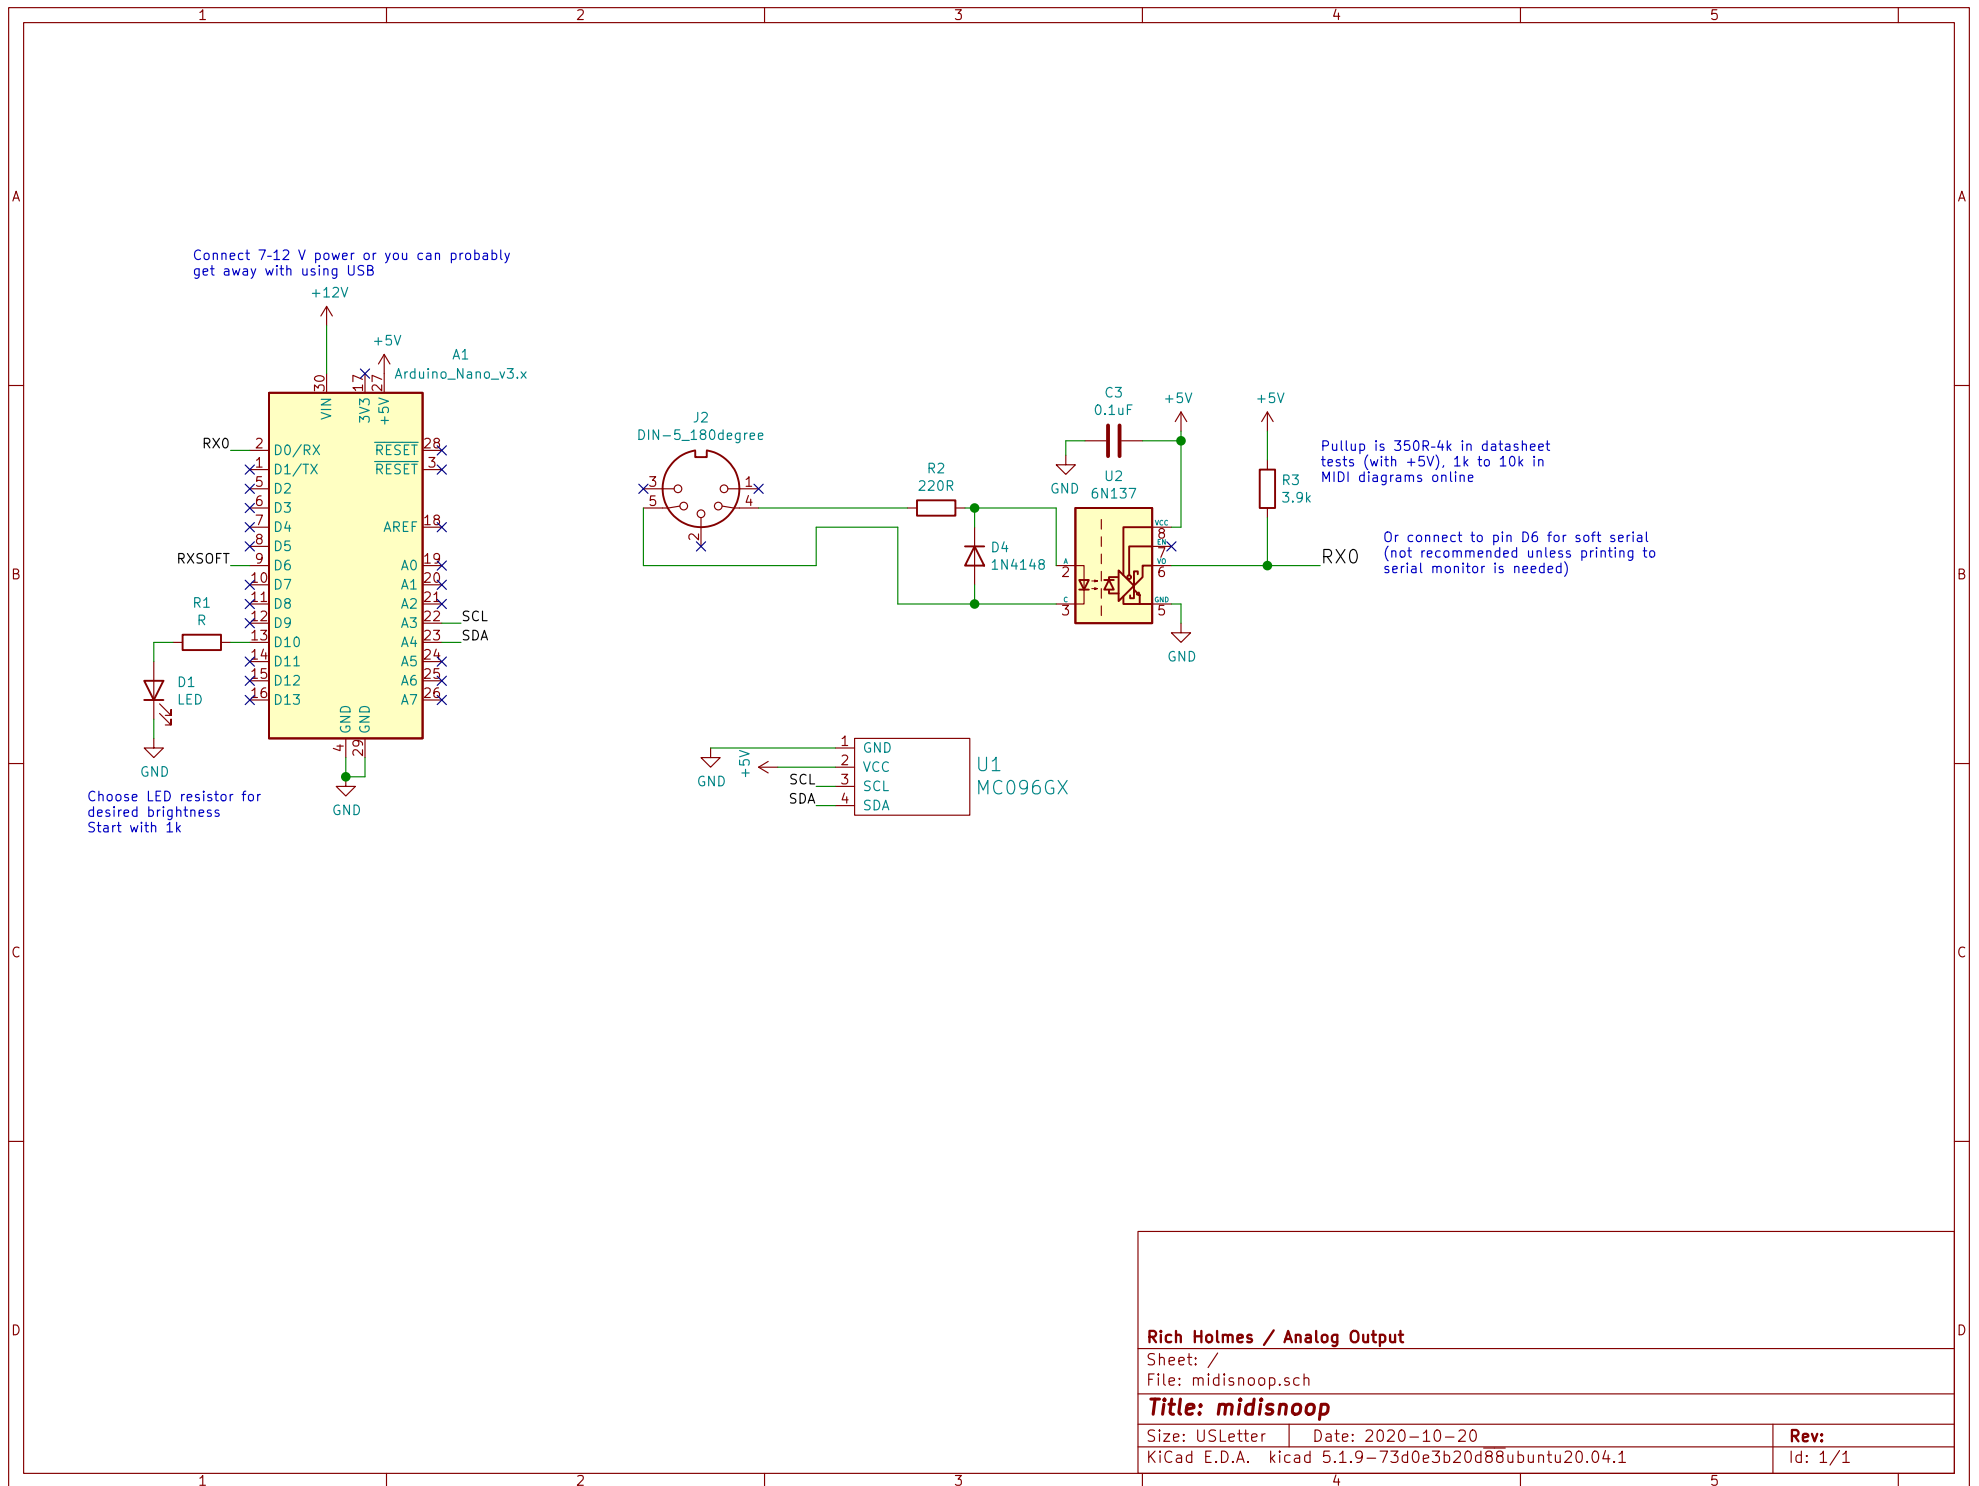 1 2 3 4 5
A
B
C
D
A
B
C
D
1 2 3 4 5
Connect 7-12 V power or you can probably
get away with using USB
+12V
+5V
A1
Arduino_Nano_v3.x
30
17
27
VIN
3V3
+5V
RX0 2 D0/RX
1 D1/TX
5 D2
6 D3
7 D4
8 D5
RXSOFT 9 D6
10 D7
11 D8
12 D9
13 D10
14 D11
15 D12
16 D13
RESET 28
RESET 3
AREF 18
A0 19
A1 20
A2 21
A3 22 SCL
A4 23 SDA
A5 24
A6 25
A7 26
GND
GND
4
29
GND
R1
R
D1
LED
GND
Choose LED resistor for
desired brightness
Start with 1k
J2
DIN-5_180degree
3
5
1
4
2
R2
220R
D4
1N4148
C3
0.1uF
GND
+5V
U2
6N137
A
2
C
3
VCC
8
EN
7
VO
6
GND
5
GND
+5V
R3
3.9k
RX0
Pullup is 350R-4k in datasheet
tests (with +5V), 1k to 10k in
MIDI diagrams online
Or connect to pin D6 for soft serial
(not recommended unless printing to
serial monitor is needed)
GND
+5V
SCL
SDA
1 GND
2 VCC
3 SCL
4 SDA
U1
MC096GX
Rich Holmes / Analog Output
Sheet: /
File: midisnoop.sch
Title: midisnoop
Size: USLetter Date: 2020-10-20 Rev:
KiCad E.D.A. kicad 5.1.9-73d0e3b20d88ubuntu20.04.1 Id: 1/1